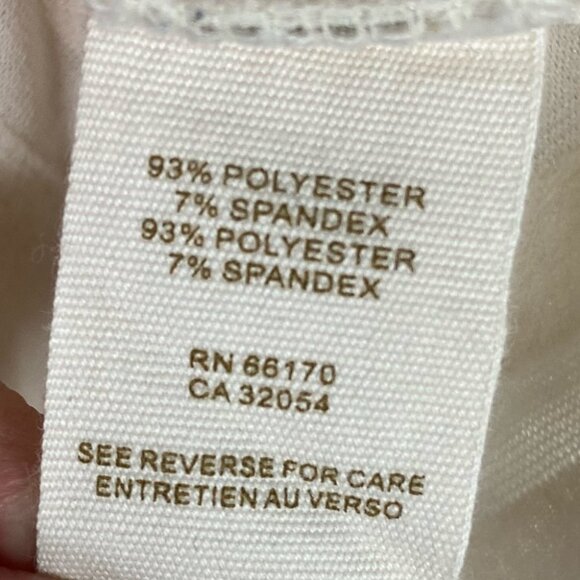 93% POLYESTER
7% SPANDEX
93% POLYESTER
7% SPANDEX
RN 66170
CA 32054
SEE REVERSE FOR CARE
ENTRETIEN AU VERSO